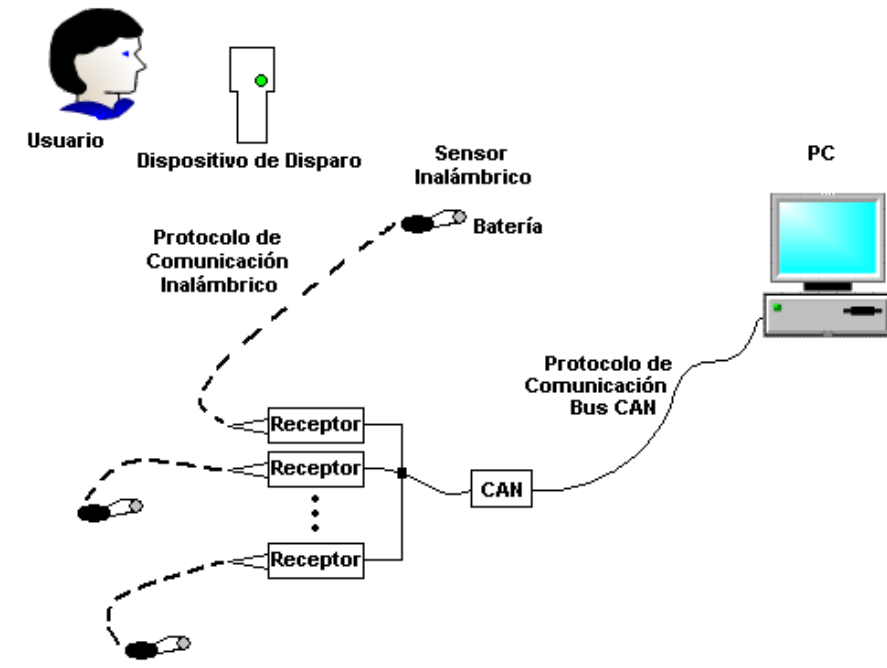 Usuario
Dispositivo de Disparo
Sensor
Inalámbrico
PC
Batería
Protocolo de
Comunicación
Inalámbrico
Protocolo de
Comunicación
Bus CAN
Receptor
Receptor
CAN
Receptor